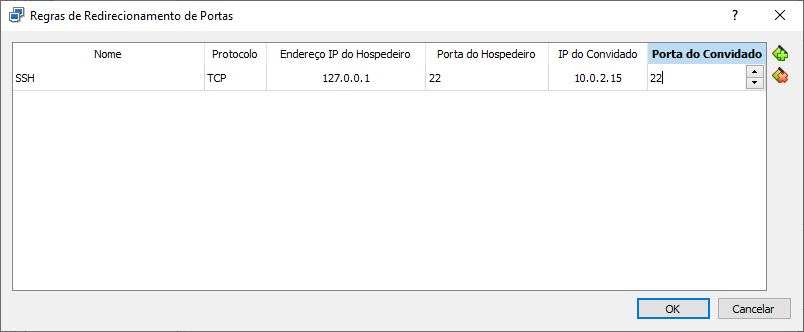 Regras de Redirecionamento de Portas
? 
Nome Protocolo Endereço IP do Hospedeiro Porta do Hospedeiro IP do Convidado Porta do Convidado
SSH TCP 127.0.0.1 22 10.0.2.15 22
OK Cancelar